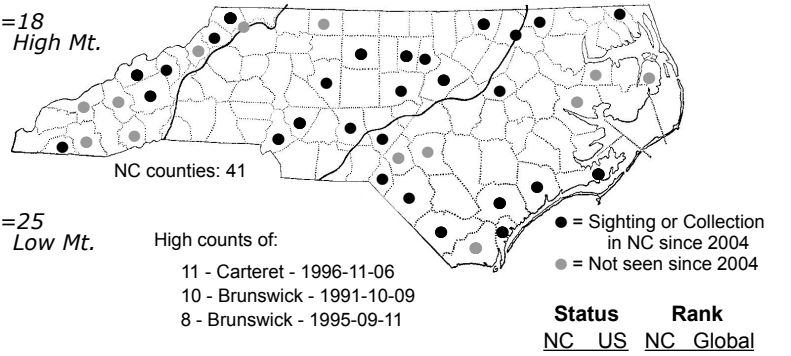 =18
High Mt.
NC counties: 41
=25
Low Mt.
High counts of:
11 - Carteret - 1996-11-06
10 - Brunswick - 1991-10-09
8 - Brunswick - 1995-09-11
● = Sighting or Collection
in NC since 2004
● = Not seen since 2004
Status Rank
NC US NC Global